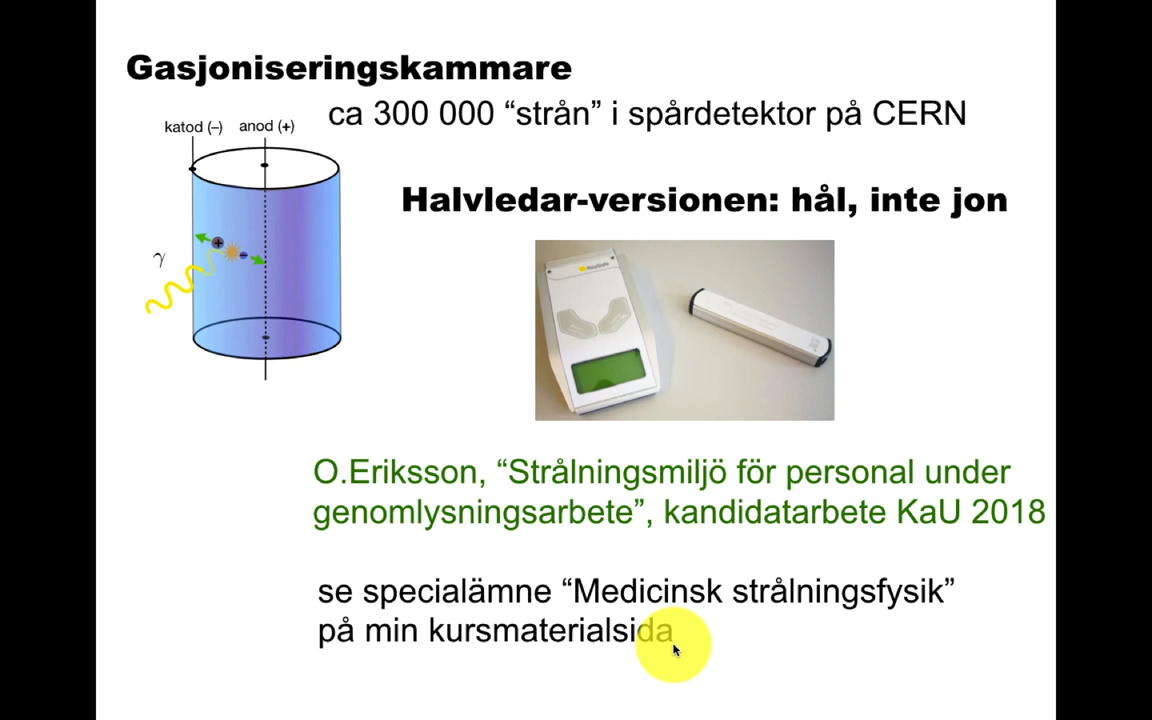 Gasjoniseringskammare
ca 300 000 “strån” i spårdetektor på CERN
katod (–) anod (+)
Halvledar-versionen: hål, inte jon
γ
+
–
RaySafe
O.Eriksson, “Strålningsmiljö för personal under
genomlysningsarbete”, kandidatarbete KaU 2018
se specialämne “Medicinsk strålningsfysik”
på min kursmaterialsida